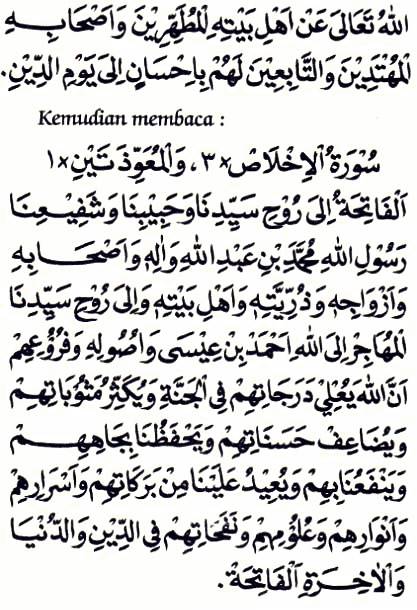 اللهُ تَعَالَى عَنْ اَهْلِ بَيْتِهِ الْمُطَهَّرِيْنَ وَاَصْحَابِهِ
الْمُهْتَدِيْنَ وَالتَّابِعِيْنَ لَهُمْ بِاِحْسَانٍ اِلَى يَوْمِ الدِّيْنِ.
Kemudian membaca :
سُوْرَةُ الْاِخْلَاصْ ×٣، وَالْمُعَوِّذَتَيْنِ ×١
اَلْفَاتِحَةُ اِلَى رُوْحِ سَيِّدِنَا وَحَبِيْبِنَا وَشَفِيْعِنَا
رَسُوْلِ اللهِ مُحَمَّدِ بْنِ عَبْدِ اللهِ وَاٰلِهِ وَاَصْحَابِهِ
وَاَزْوَاجِهِ وَذُرِّيَّتِهِ وَاَهْلِ بَيْتِهِ وَاِلَى رُوْحِ سَيِّدِنَا
الْمُهَاجِرْ اِلَى اللهِ اَحْمَدَ بْنِ عِيْسَى وَاُصُوْلِهِ وَفُرُوْعِهِمْ
اَنَّ اللهَ يُعْلِيْ دَرَجَاتِهِمْ فِى الْجَنَّةِ وَيُكَثِّرُ مَثُوْبَاتِهِمْ
وَيُضَاعِفُ حَسَنَاتِهِمْ وَيَحْفَظُنَا بِجَاهِهِمْ
وَيَنْفَعُنَا بِهِمْ وَيُعِيْدُ عَلَيْنَا مِنْ بَرَكَاتِهِمْ وَاَسْرَارِهِمْ
وَاَنْوَارِهِمْ وَعُلُوْمِهِمْ وَنَفَحَاتِهِمْ فِى الدِّيْنِ وَالدُّنْيَا
وَالْاٰخِرَةِ اَلْفَاتِحَةْ.